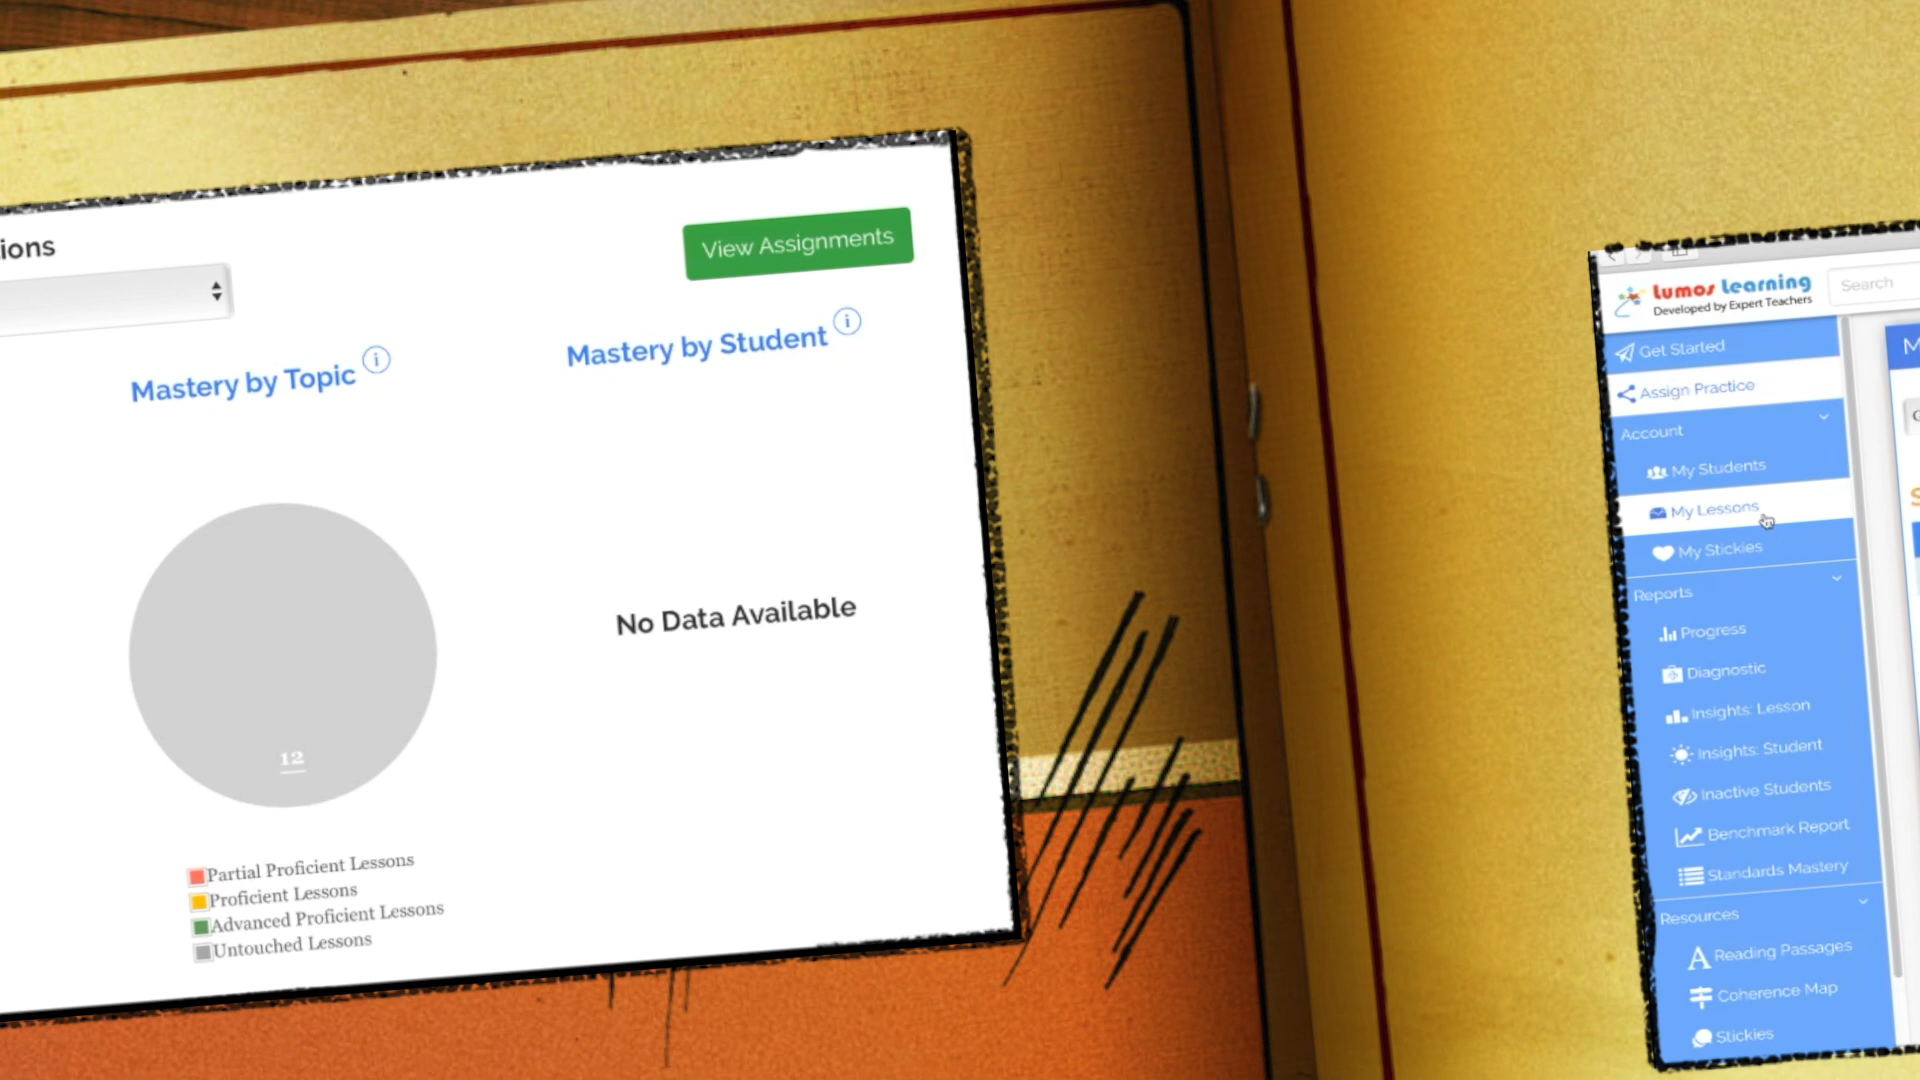 ions
View Assignments
Mastery by Topic
Mastery by Student
12
No Data Available
Partial Proficient Lessons
Proficient Lessons
Advanced Proficient Lessons
Untouched Lessons
Lumos Learning
Developed by Expert Teachers
Search
Get Started
Assign Practice
Account
My Students
My Lessons
My Stickies
Reports
Progress
Diagnostic
Insights: Lesson
Insights: Student
Inactive Students
Benchmark Report
Standards Mastery
Resources
Reading Passages
Coherence Map
Stickies